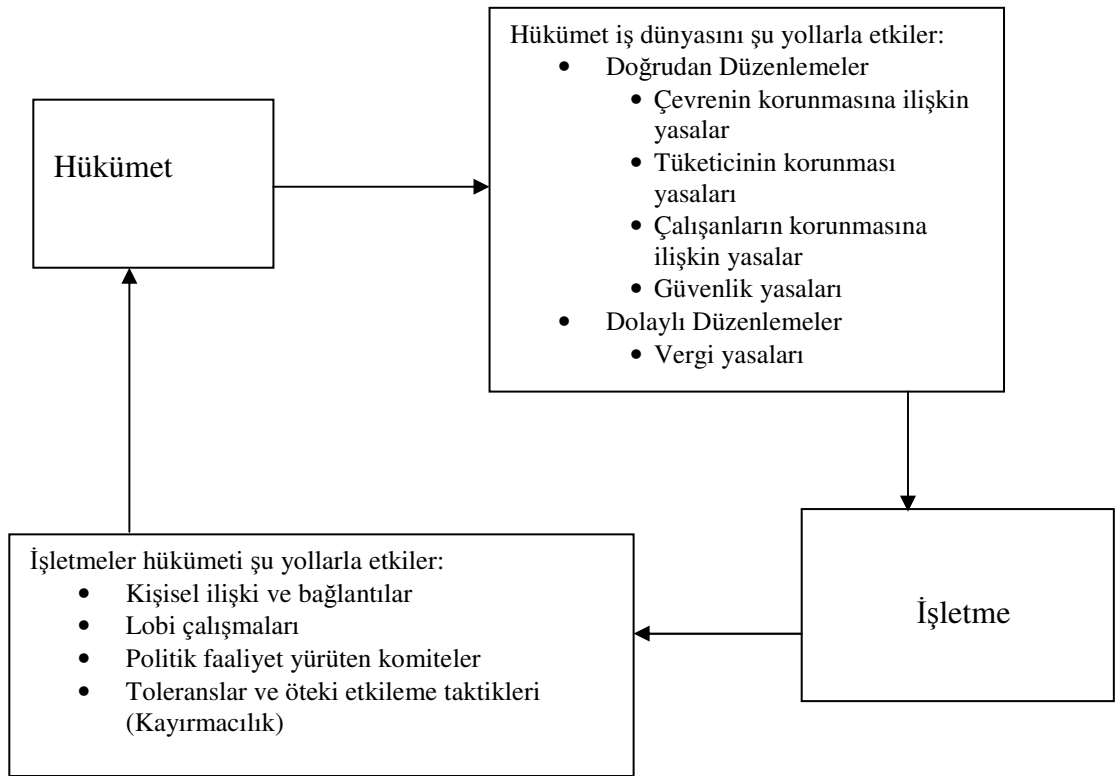 Hükümet
Hükümet iş dünyasını şu yollarla etkiler:
• Doğrudan Düzenlemeler
• Çevrenin korunmasına ilişkin
yasalar
• Tüketicinin korunması
yasaları
• Çalışanların korunmasına
ilişkin yasalar
• Güvenlik yasaları
• Dolaylı Düzenlemeler
• Vergi yasaları
İşletme
İşletmeler hükümeti şu yollarla etkiler:
• Kişisel ilişki ve bağlantılar
• Lobi çalışmaları
• Politik faaliyet yürüten komiteler
• Toleranslar ve öteki etkileme taktikleri
(Kayırmacılık)